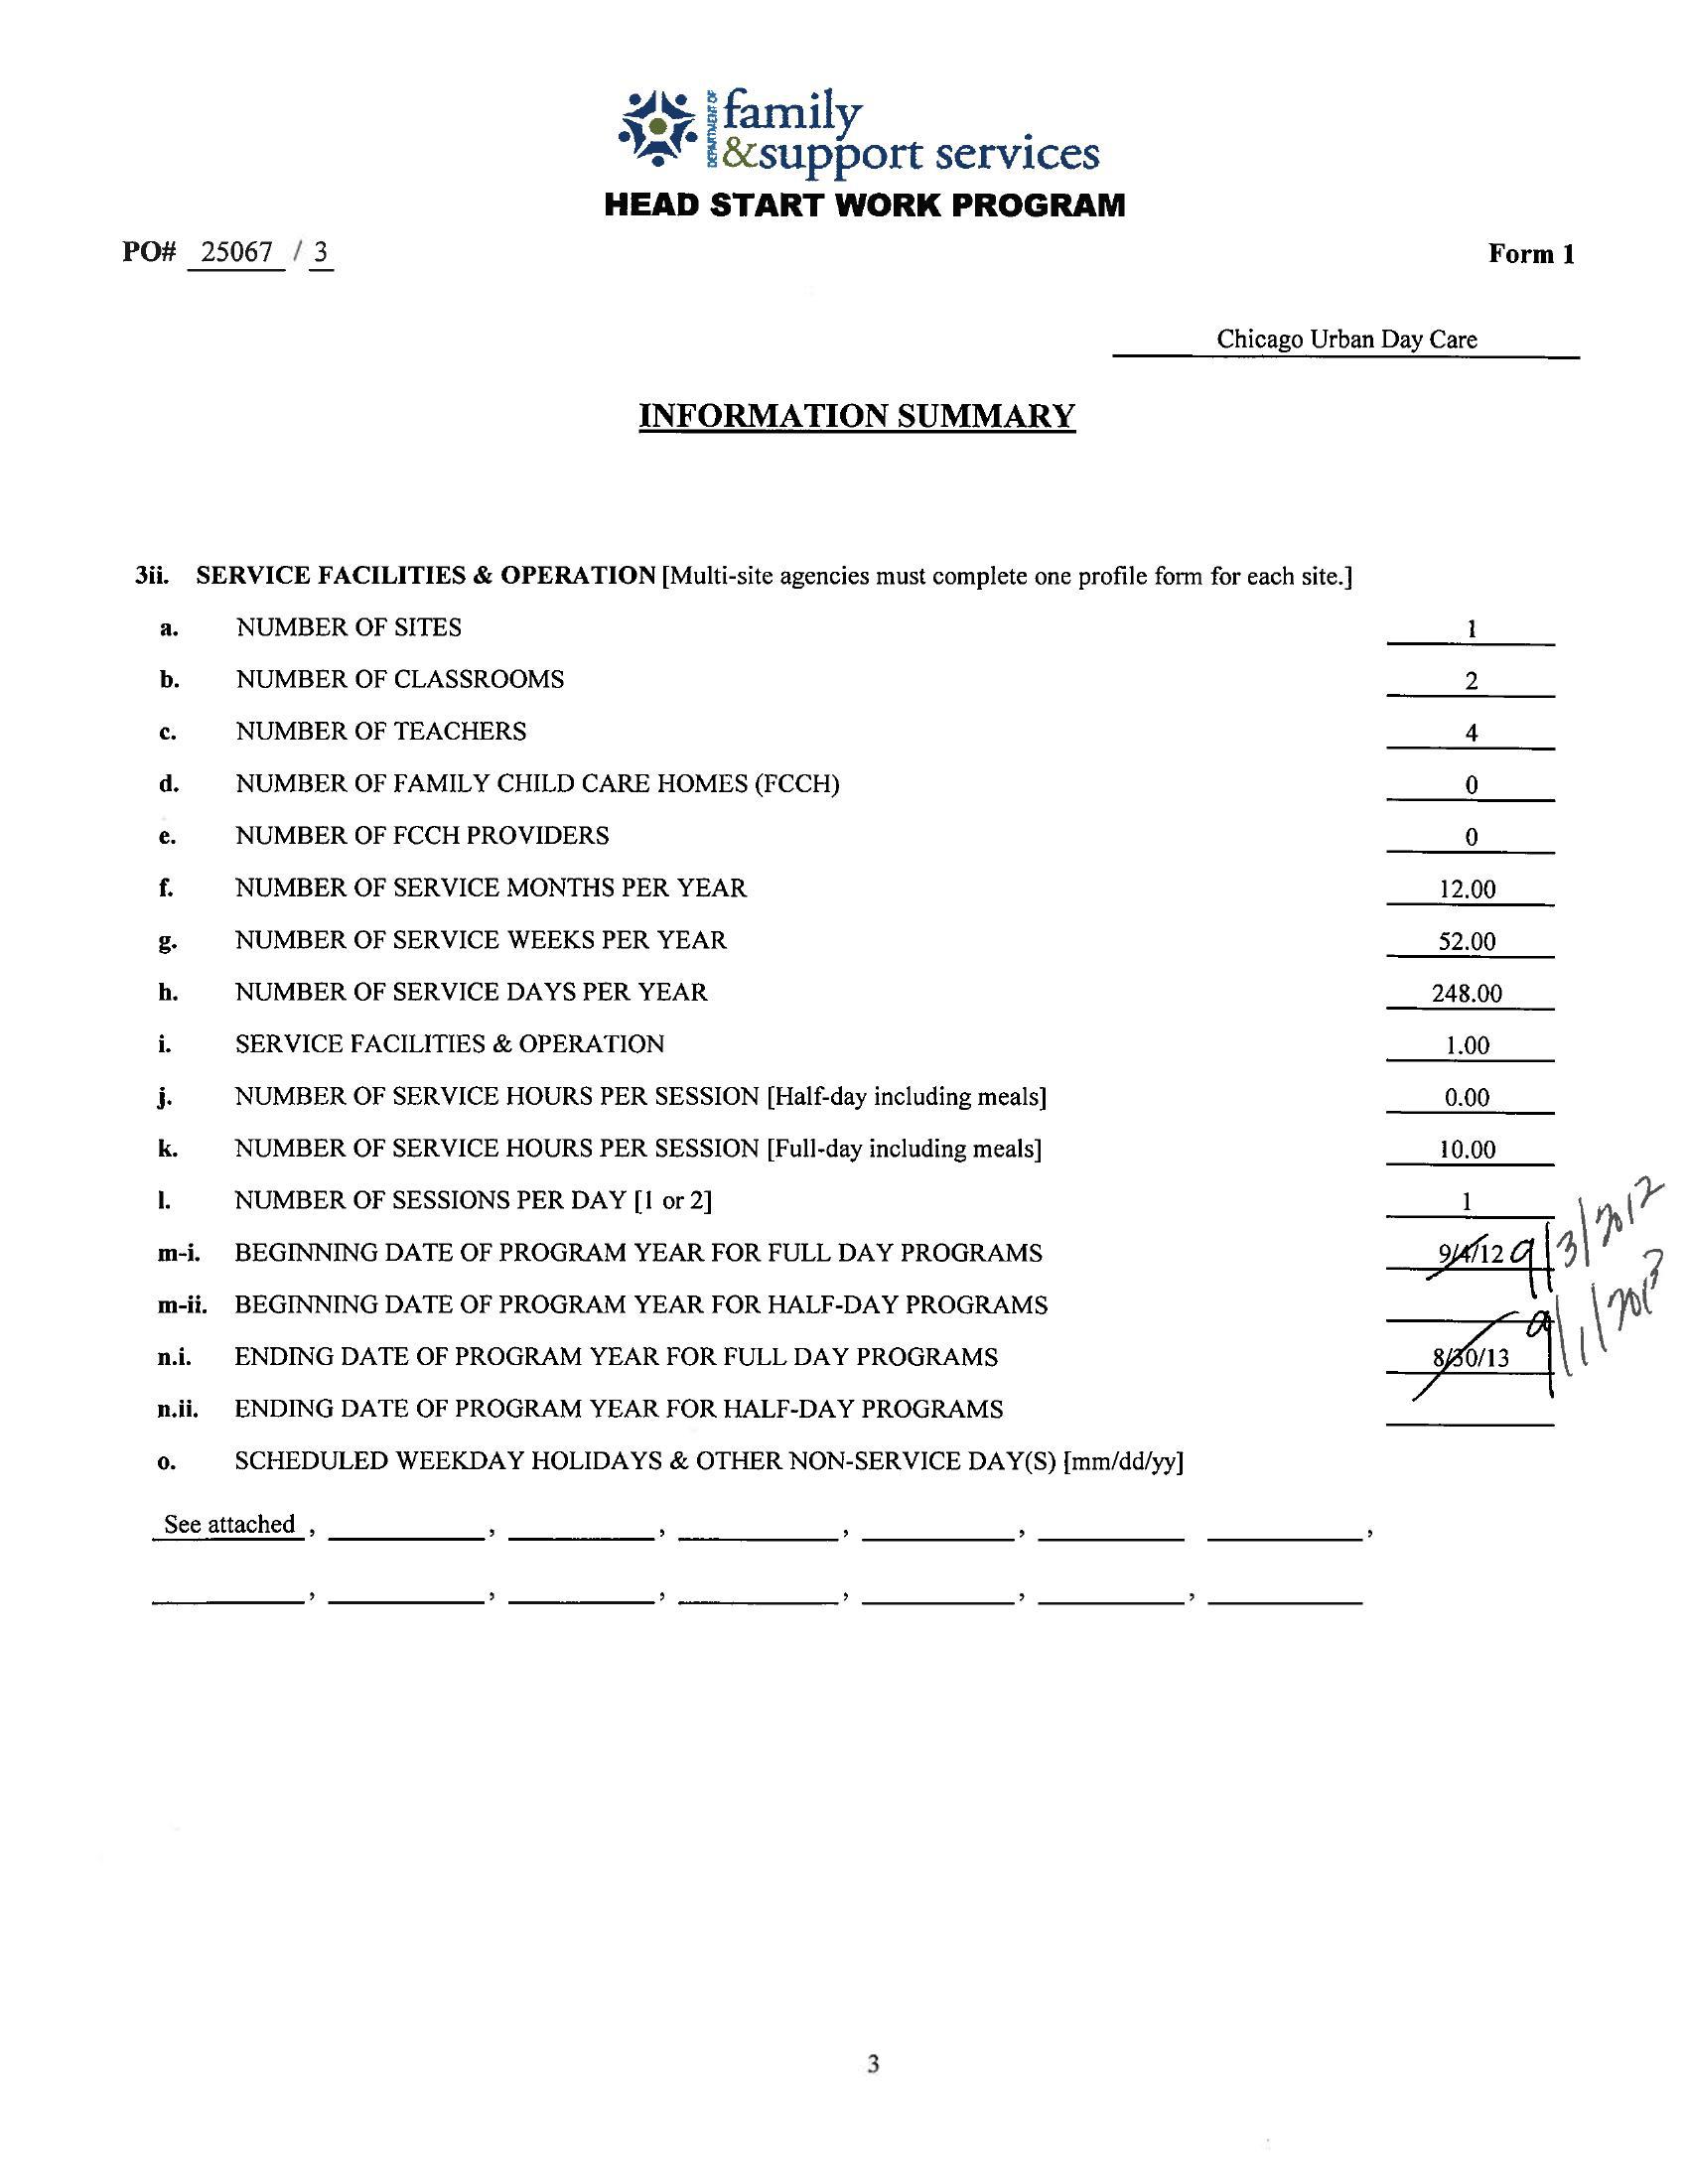 DEPARTMENT OF
family
&support services
HEAD START WORK PROGRAM
PO# 25067 / 3
Form 1
Chicago Urban Day Care
INFORMATION SUMMARY
3ii. SERVICE FACILITIES & OPERATION [Multi-site agencies must complete one profile form for each site.]
a. NUMBER OF SITES 1
b. NUMBER OF CLASSROOMS 2
c. NUMBER OF TEACHERS 4
d. NUMBER OF FAMILY CHILD CARE HOMES (FCCH) 0
e. NUMBER OF FCCH PROVIDERS 0
f. NUMBER OF SERVICE MONTHS PER YEAR 12.00
g. NUMBER OF SERVICE WEEKS PER YEAR 52.00
h. NUMBER OF SERVICE DAYS PER YEAR 248.00
i. SERVICE FACILITIES & OPERATION 1.00
j. NUMBER OF SERVICE HOURS PER SESSION [Half-day including meals] 0.00
k. NUMBER OF SERVICE HOURS PER SESSION [Full-day including meals] 10.00
l. NUMBER OF SESSIONS PER DAY [1 or 2] 1
m-i. BEGINNING DATE OF PROGRAM YEAR FOR FULL DAY PROGRAMS 9/4/12 9/3/2012
m-ii. BEGINNING DATE OF PROGRAM YEAR FOR HALF-DAY PROGRAMS
n.i. ENDING DATE OF PROGRAM YEAR FOR FULL DAY PROGRAMS 8/30/13 9/1/2013
n.ii. ENDING DATE OF PROGRAM YEAR FOR HALF-DAY PROGRAMS
o. SCHEDULED WEEKDAY HOLIDAYS & OTHER NON-SERVICE DAY(S) [mm/dd/yy]
See attached ,
3